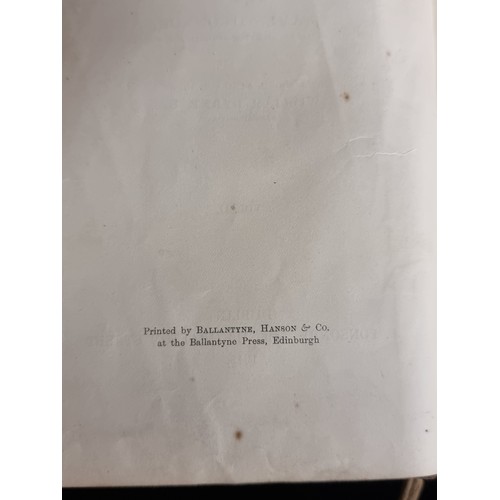 Printed by BALLANTYNE, HANSON & Co.
at the Ballantyne Press, Edinburgh